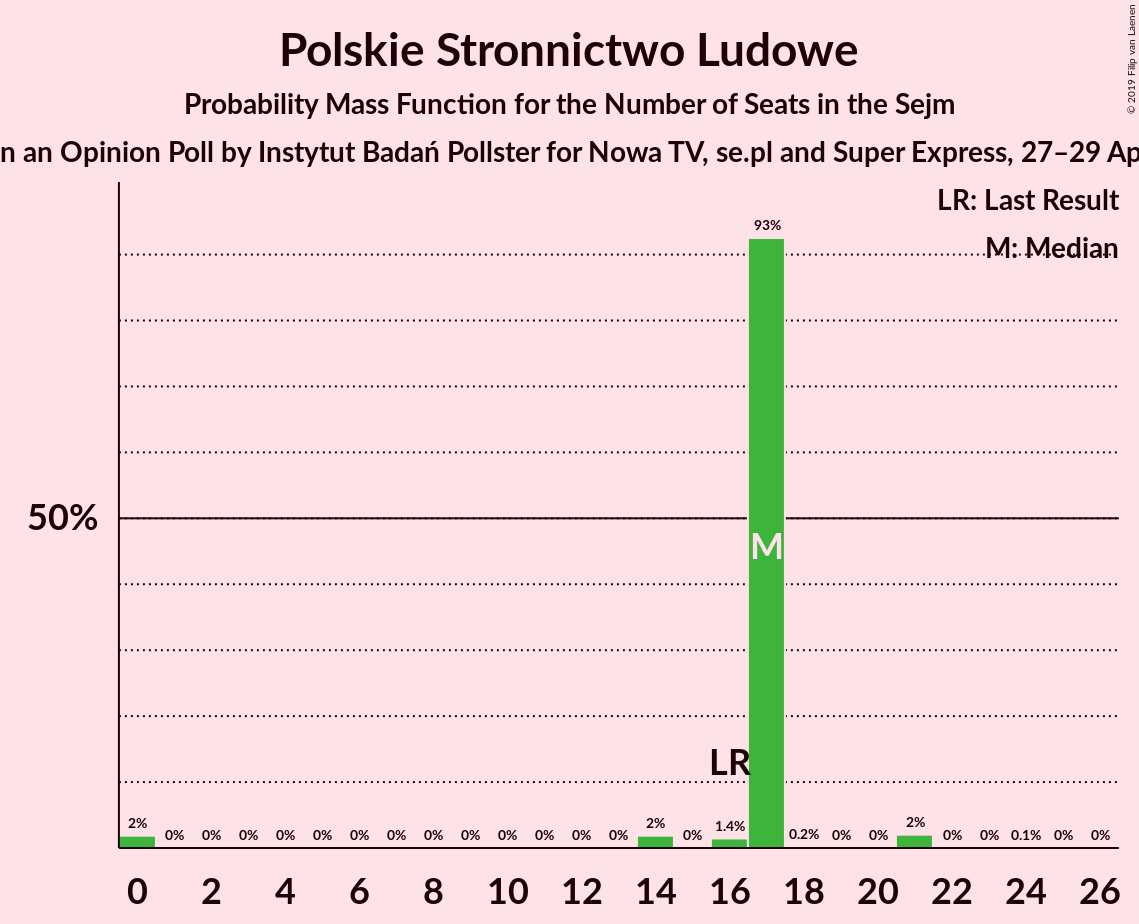 Polskie Stronnictwo Ludowe
Probability Mass Function for the Number of Seats in the Sejm
n an Opinion Poll by Instytut Badań Pollster for Nowa TV, se.pl and Super Express, 27–29 Ap
© 2019 Filip van Laenen
LR: Last Result
M: Median
93%
50%
M
LR
2% 0% 0% 0% 0% 0% 0% 0% 0% 0% 0% 0% 0% 0% 2% 0% 1.4% 0.2% 0% 0% 2% 0% 0% 0.1% 0% 0%
0 2 4 6 8 10 12 14 16 18 20 22 24 26